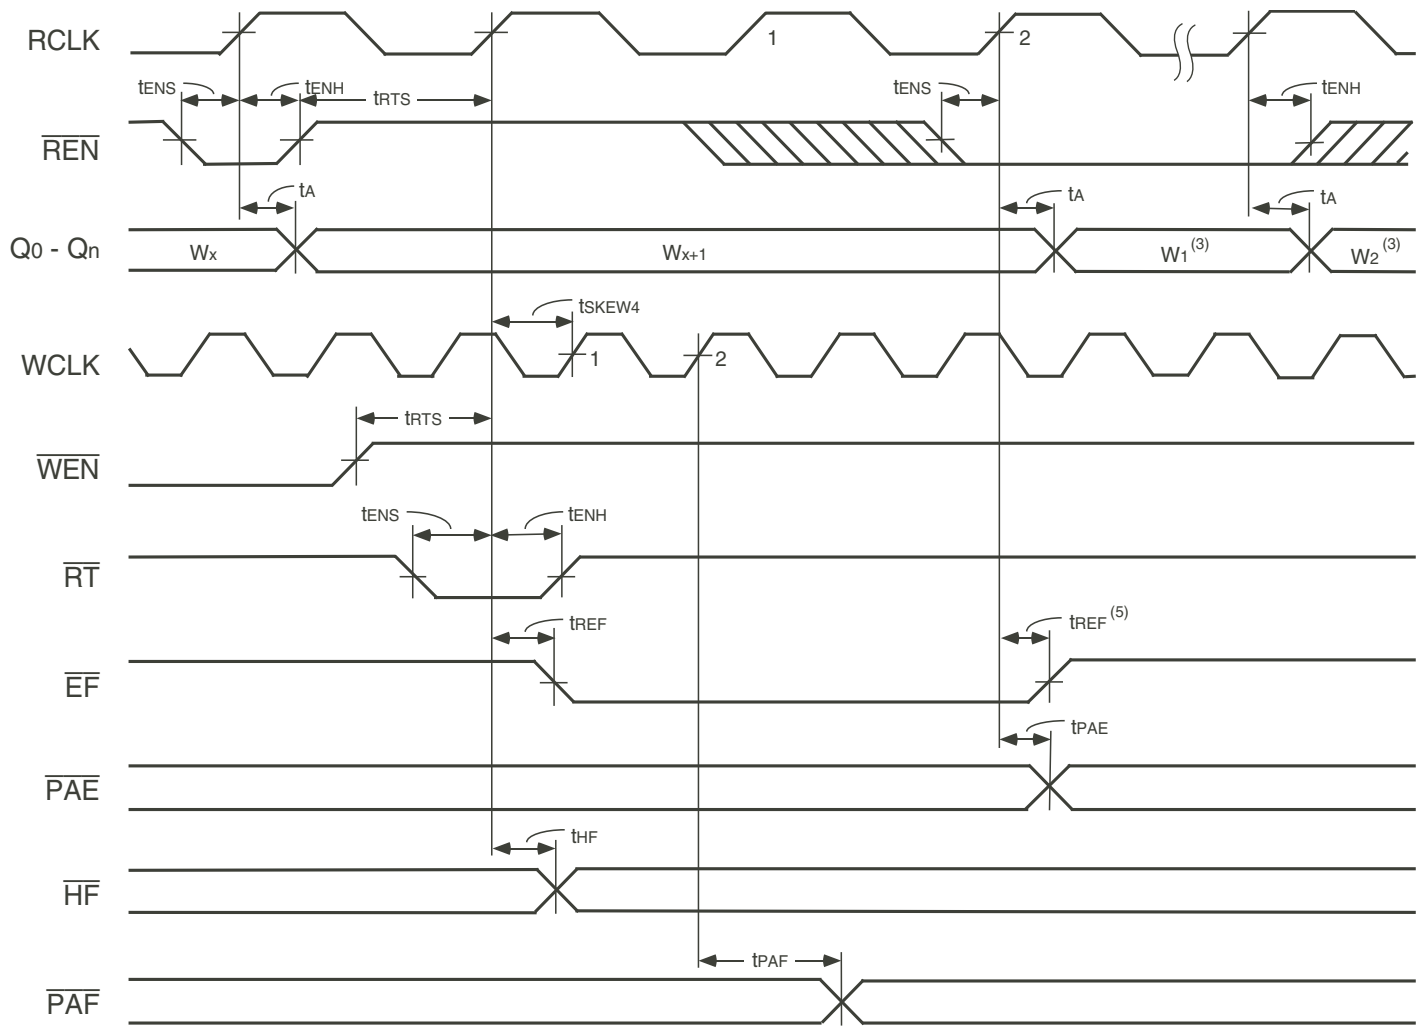 RCLK 1 2
tENS tENH tRTS tENS tENH
REN
tA tA tA
Q0 - Qn Wx Wx+1 W1 (3) W2 (3)
tSKEW4
WCLK 1 2
tRTS
WEN
tENS tENH
RT
tREF tREF (5)
EF
tPAE
PAE
tHF
HF
tPAF
PAF